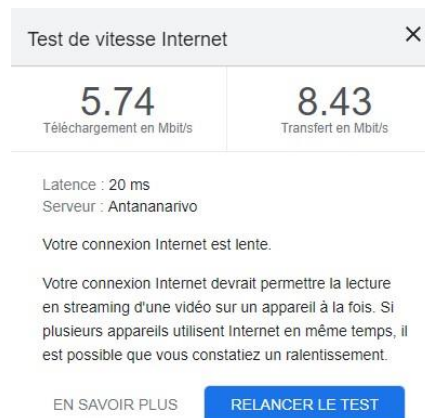 Test de vitesse Internet
5.74
Téléchargement en Mbit/s
8.43
Transfert en Mbit/s
Latence : 20 ms
Serveur : Antananarivo
Votre connexion Internet est lente.
Votre connexion Internet devrait permettre la lecture
en streaming d'une vidéo sur un appareil à la fois. Si
plusieurs appareils utilisent Internet en même temps, il
est possible que vous constatiez un ralentissement.
EN SAVOIR PLUS
RELANCER LE TEST